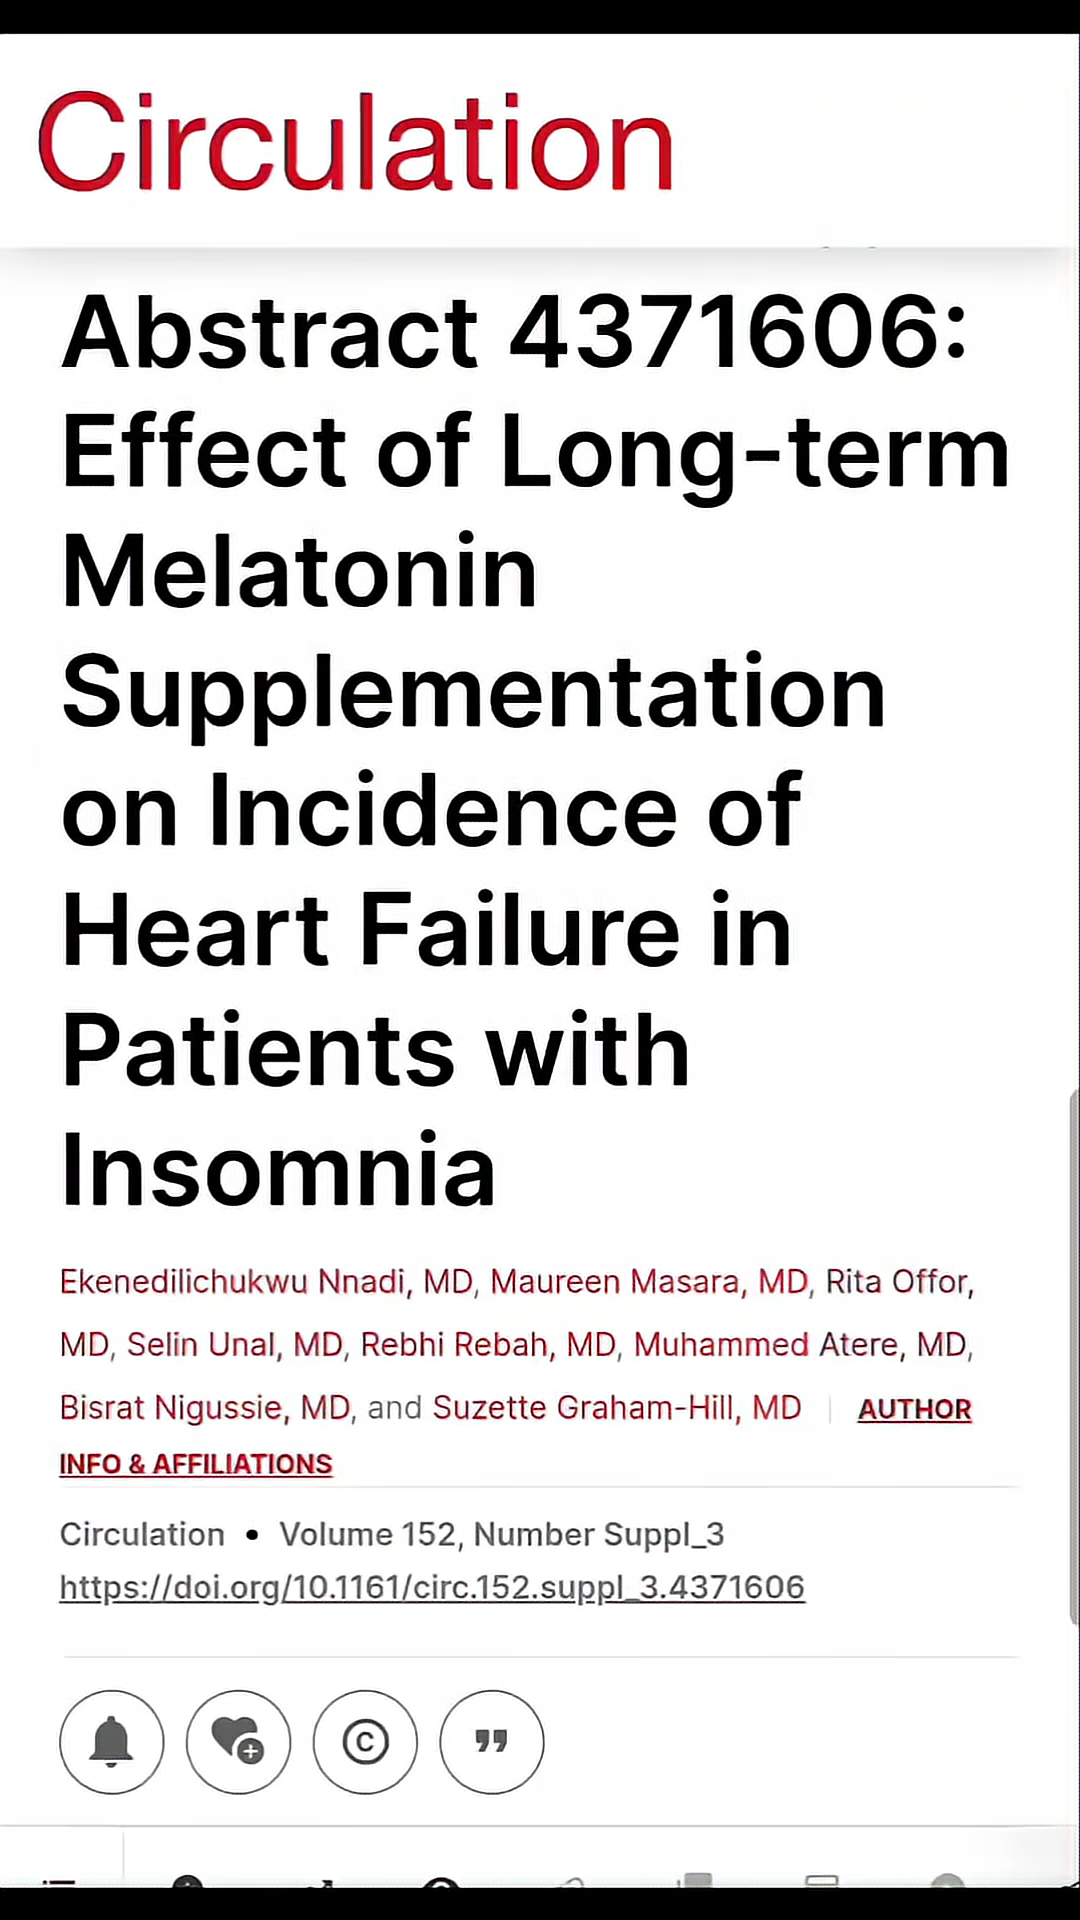 Circulation
Abstract 4371606:
Effect of Long-term
Melatonin
Supplementation
on Incidence of
Heart Failure in
Patients with
Insomnia
Ekenedilichukwu Nnadi, MD, Maureen Masara, MD, Rita Offor,
MD, Selin Unal, MD, Rebhi Rebah, MD, Muhammed Atere, MD,
Bisrat Nigussie, MD, and Suzette Graham-Hill, MD | AUTHOR
INFO & AFFILIATIONS
Circulation • Volume 152, Number Suppl_3
https://doi.org/10.1161/circ.152.suppl_3.4371606